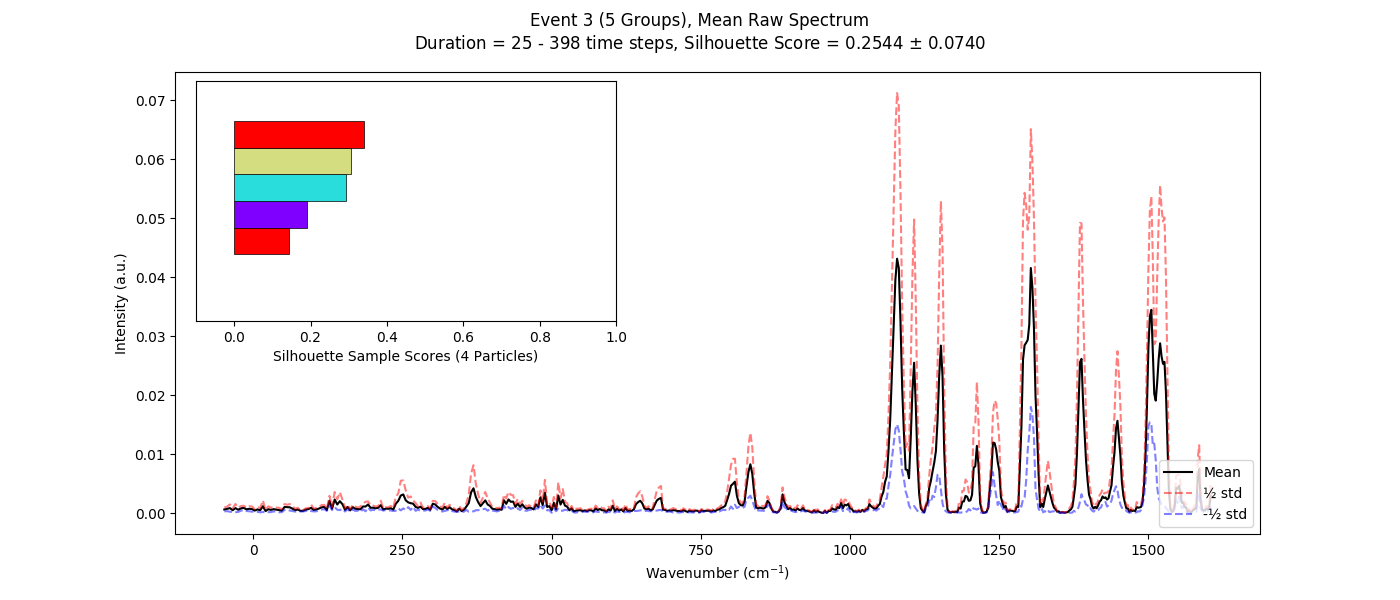 Event 3 (5 Groups), Mean Raw Spectrum
Duration = 25 - 398 time steps, Silhouette Score = 0.2544 ± 0.0740
0.07
0.06
0.05
0.04
0.03
0.02
0.01
0.00
Intensity (a.u.)
0.0 0.2 0.4 0.6 0.8 1.0
Silhouette Sample Scores (4 Particles)
Mean
½ std
-½ std
0 250 500 750 1000 1250 1500
Wavenumber (cm⁻¹)